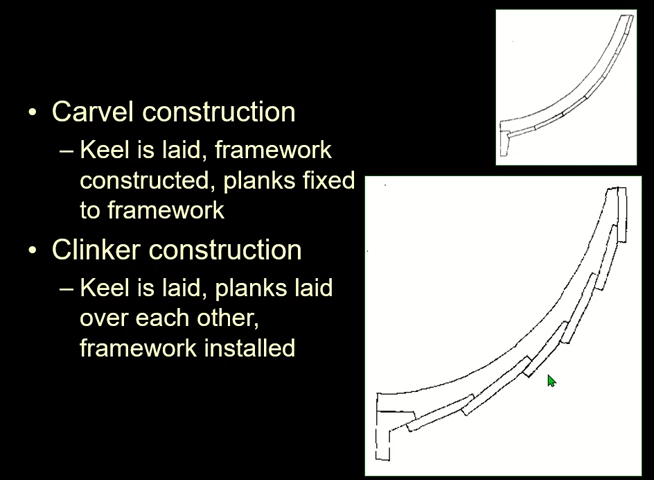 • Carvel construction
– Keel is laid, framework
constructed, planks fixed
to framework
• Clinker construction
– Keel is laid, planks laid
over each other,
framework installed